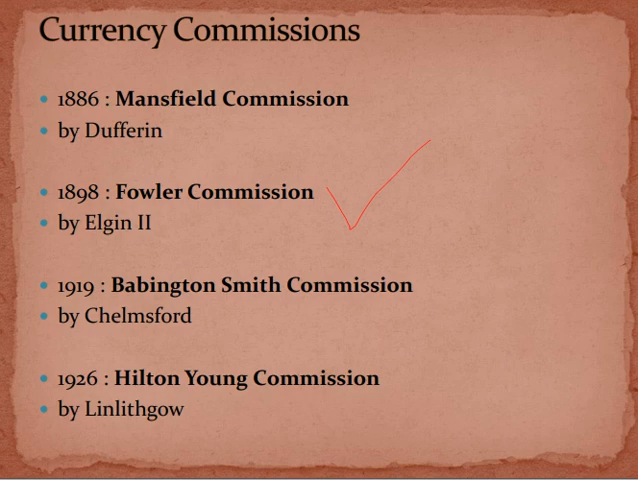 Currency Commissions
• 1886 : Mansfield Commission
• by Dufferin
• 1898 : Fowler Commission
• by Elgin II
• 1919 : Babington Smith Commission
• by Chelmsford
• 1926 : Hilton Young Commission
• by Linlithgow